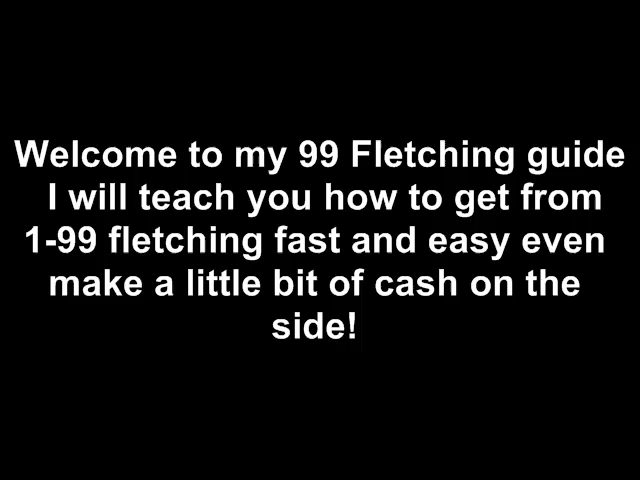 Welcome to my 99 Fletching guide
I will teach you how to get from
1-99 fletching fast and easy even
make a little bit of cash on the
side!